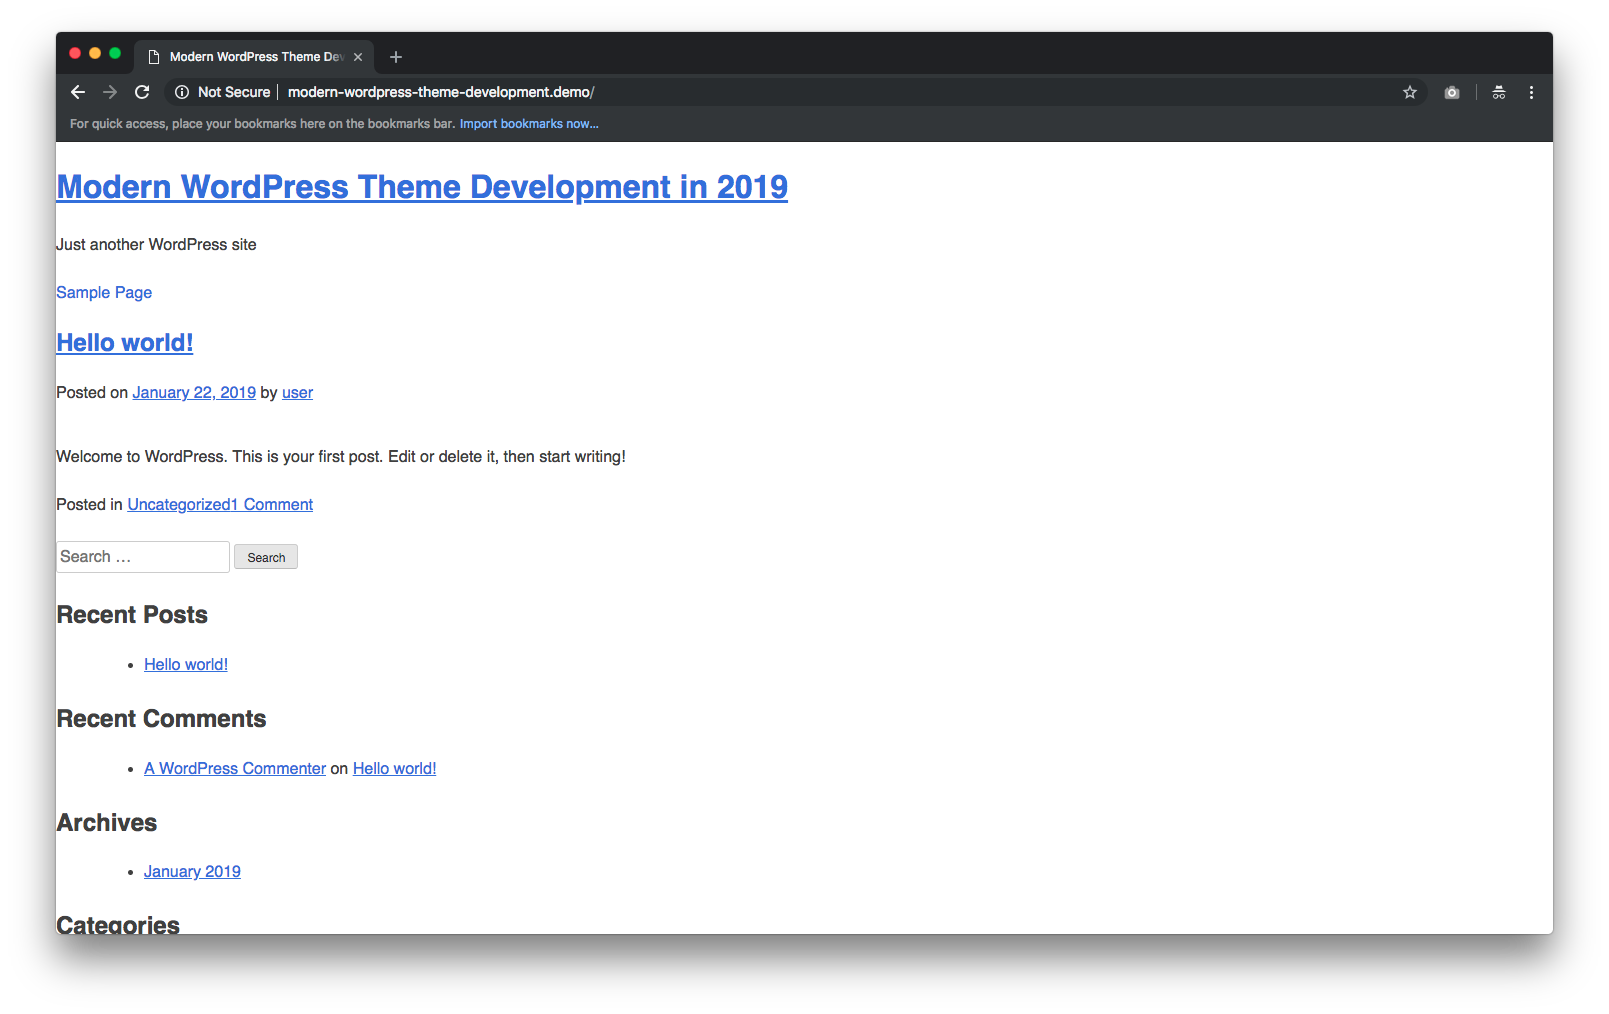 Modern WordPress Theme Dev
Not Secure | modern-wordpress-theme-development.demo/
For quick access, place your bookmarks here on the bookmarks bar. Import bookmarks now...
Modern WordPress Theme Development in 2019
Just another WordPress site
Sample Page
Hello world!
Posted on January 22, 2019 by user
Welcome to WordPress. This is your first post. Edit or delete it, then start writing!
Posted in Uncategorized1 Comment
Search … Search
Recent Posts
• Hello world!
Recent Comments
• A WordPress Commenter on Hello world!
Archives
• January 2019
Categories